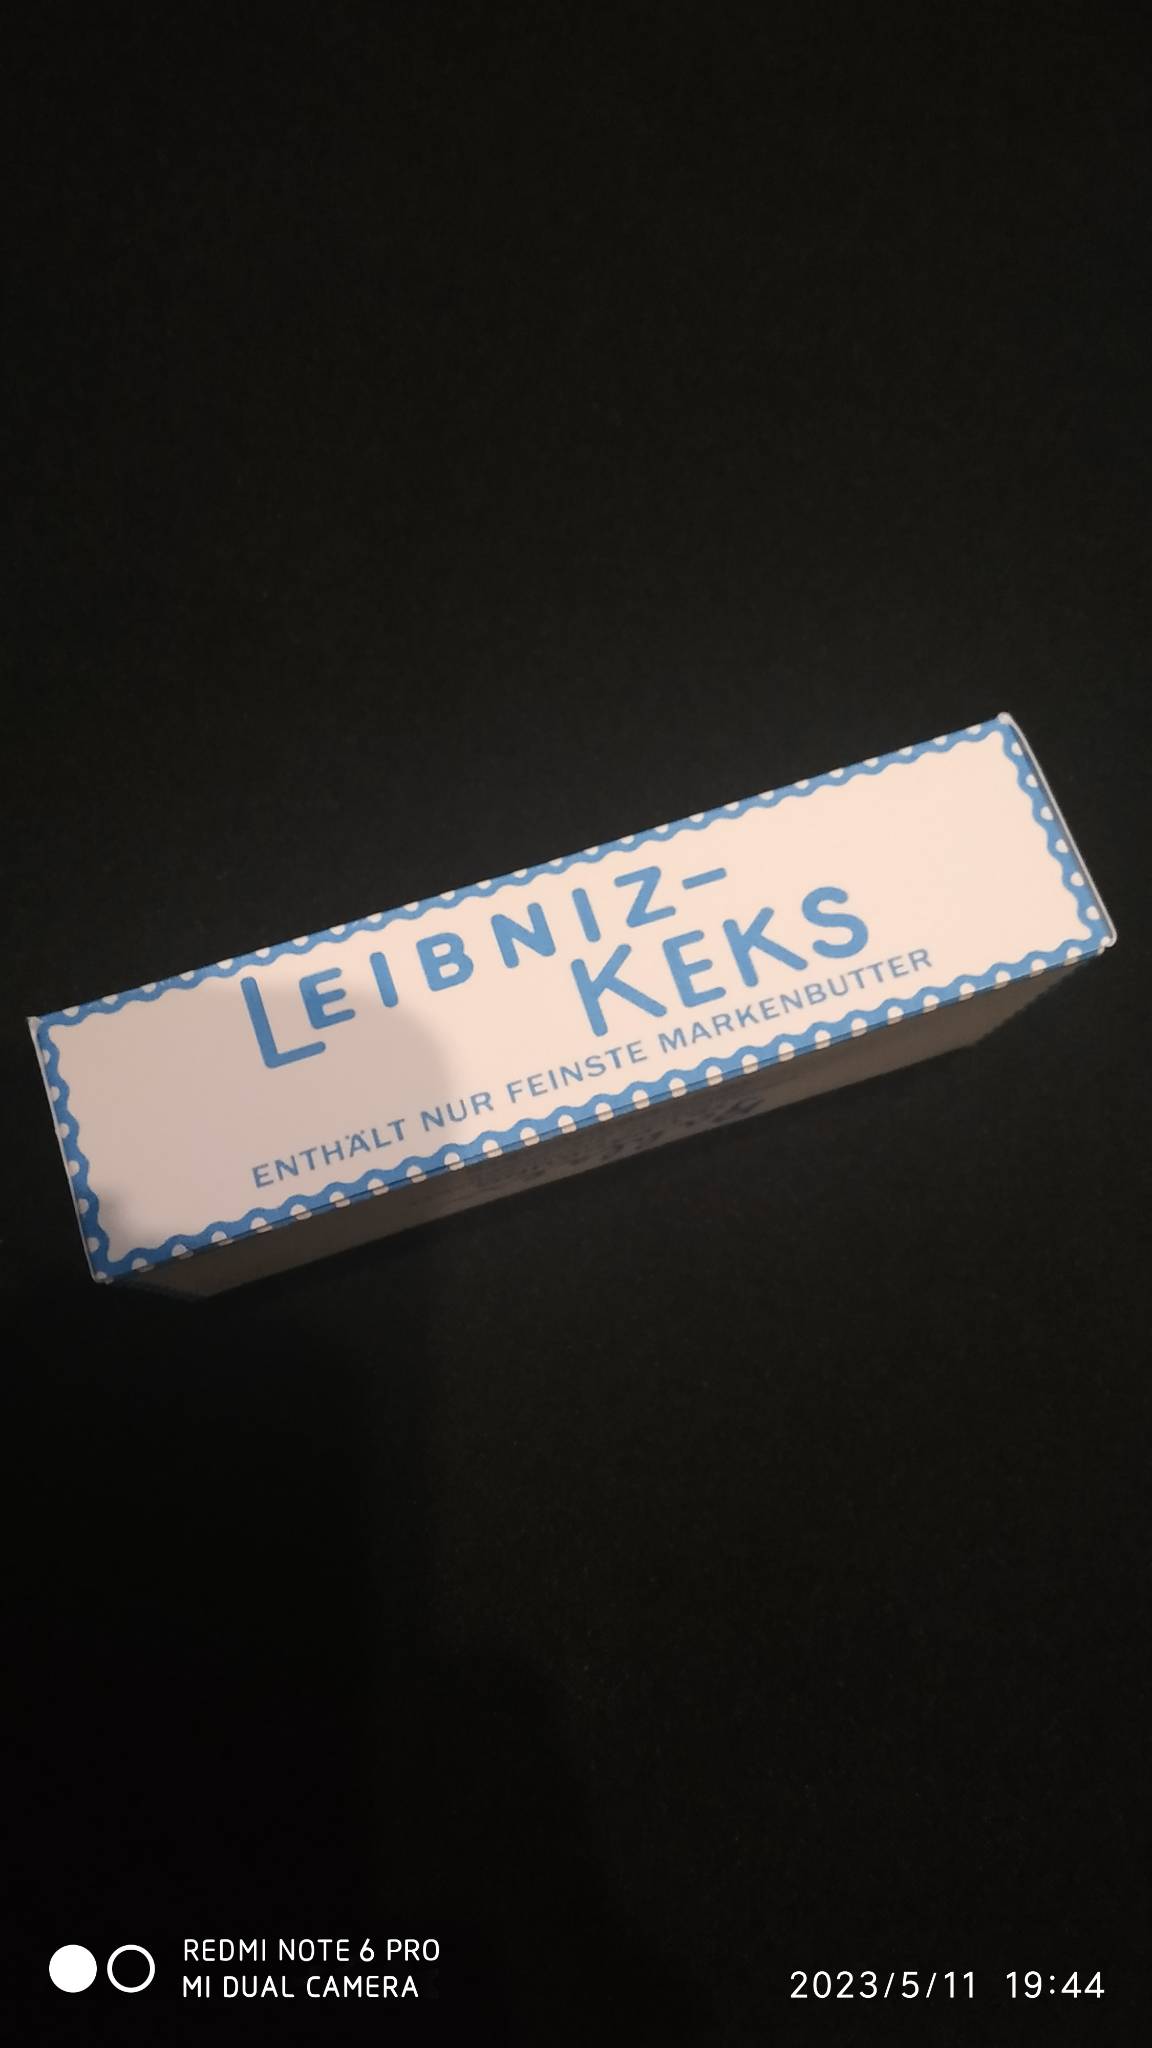 LEIBNIZ-
KEKS
ENTHÄLT NUR FEINSTE MARKENBUTTER
REDMI NOTE 6 PRO
MI DUAL CAMERA
2023/5/11 19:44